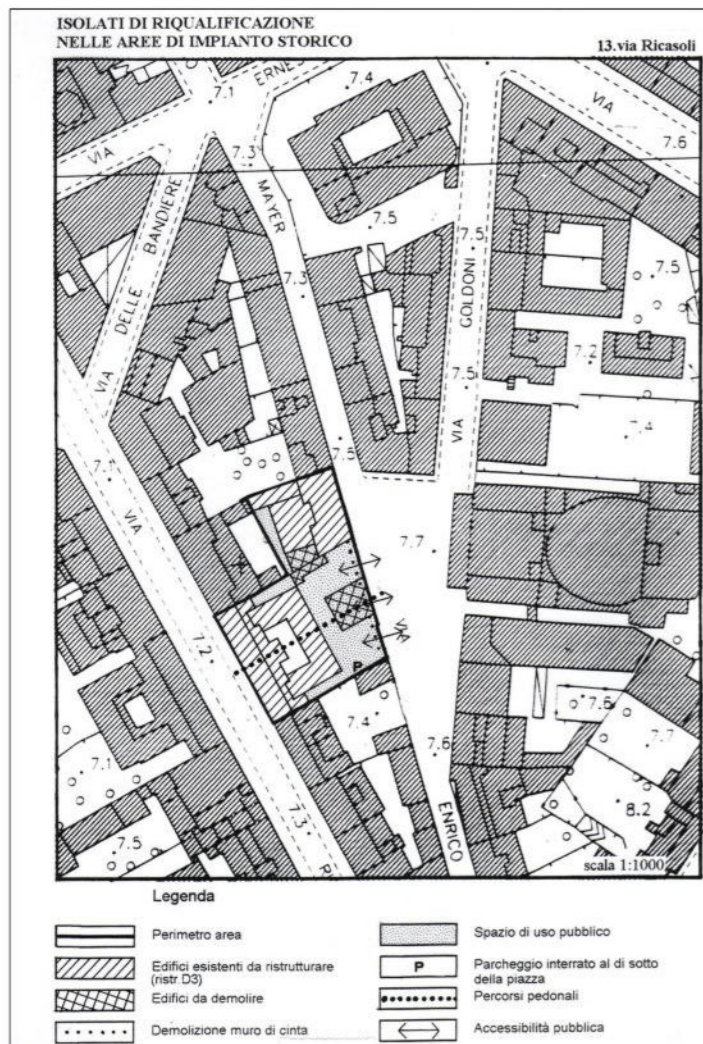 ISOLATI DI RIQUALIFICAZIONE
NELLE AREE DI IMPIANTO STORICO
13.via Ricasoli
7.1
ERNES
7.4
VIA
7.6
VIA
7.3
MAYER
7.5
BANDIERE
7.5
GOLDONI
7.5
DELLE
7.3
7.2
VIA
7.5
7.4
VIA
7.1
7.5
VIA
7.7
7.2
P
7.4
7.6
7.7
7.1
7.6
8.2
7.3
ENRICO
7.5
R
scala 1:1000
Legenda
Perimetro area
Spazio di uso pubblico
Edifici esistenti da ristrutturare
(ristr.D3)
P
Parcheggio interrato al di sotto
della piazza
Edifici da demolire
Percorsi pedonali
Demolizione muro di cinta
Accessibilità pubblica